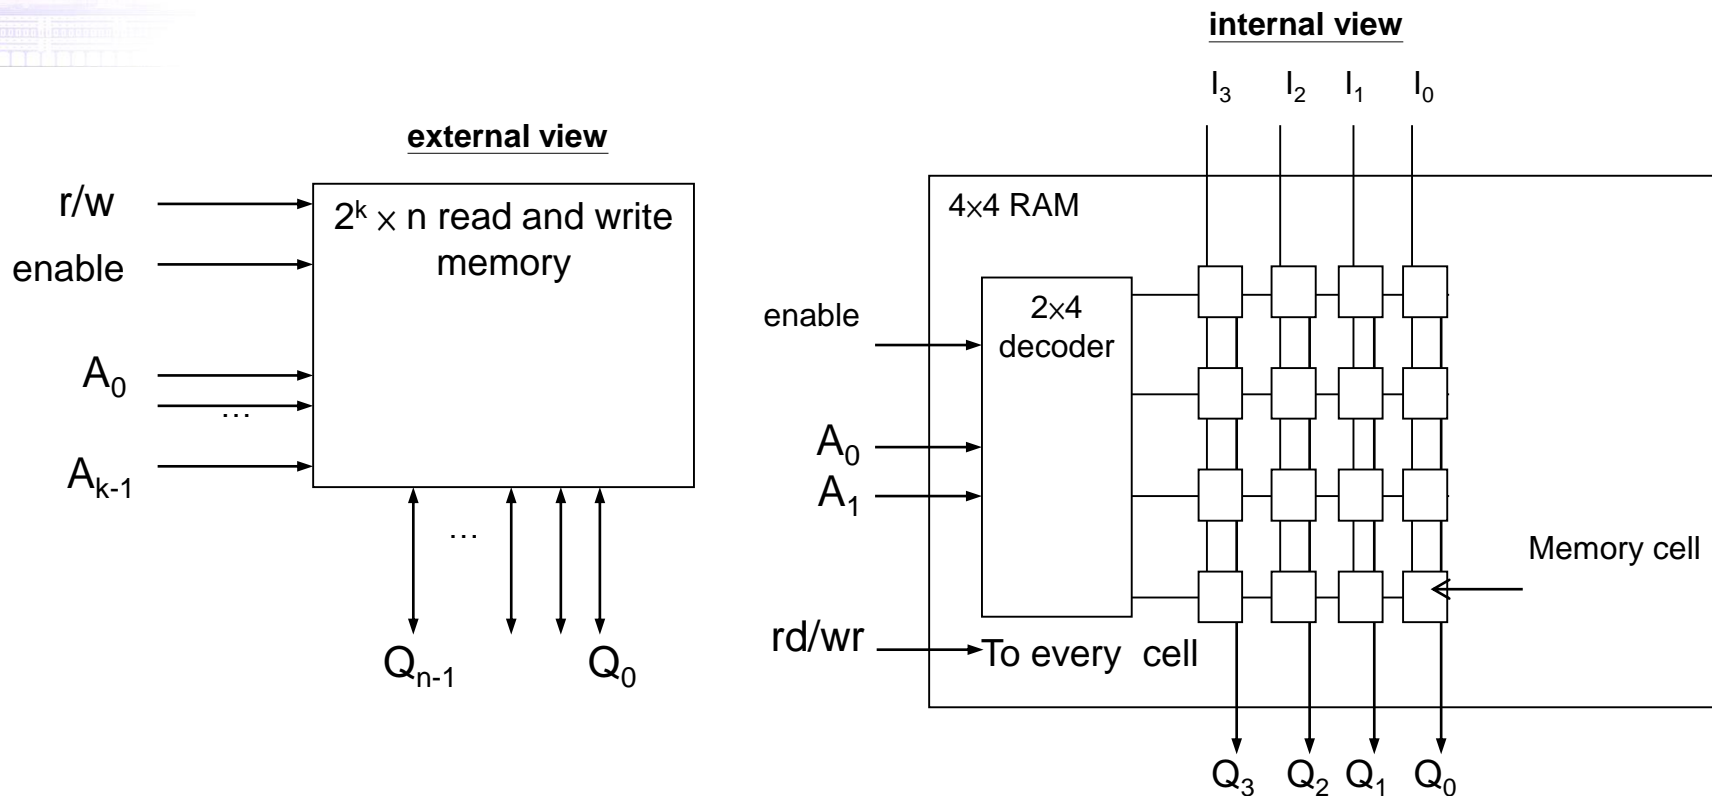 external view
r/w
enable
A₀
...
Aₖ₋₁
2ᵏ × n read and write
memory
...
Qₙ₋₁
Q₀
internal view
I₃ I₂ I₁ I₀
4×4 RAM
enable
2×4
decoder
A₀
A₁
rd/wr
To every cell
Memory cell
Q₃ Q₂ Q₁ Q₀